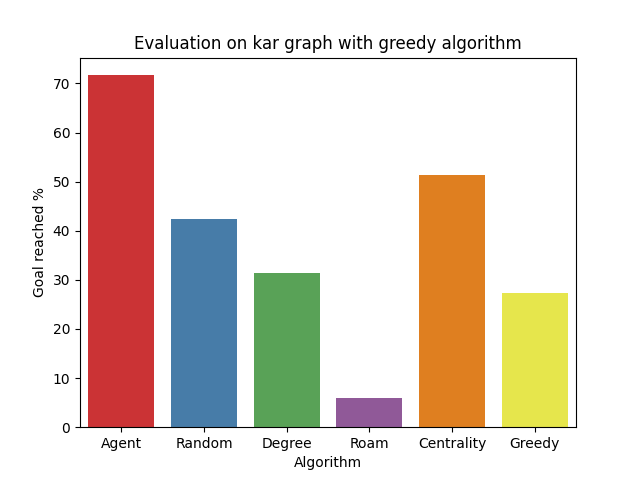 Evaluation on kar graph with greedy algorithm
Goal reached %
70
60
50
40
30
20
10
0
Agent Random Degree Roam Centrality Greedy
Algorithm